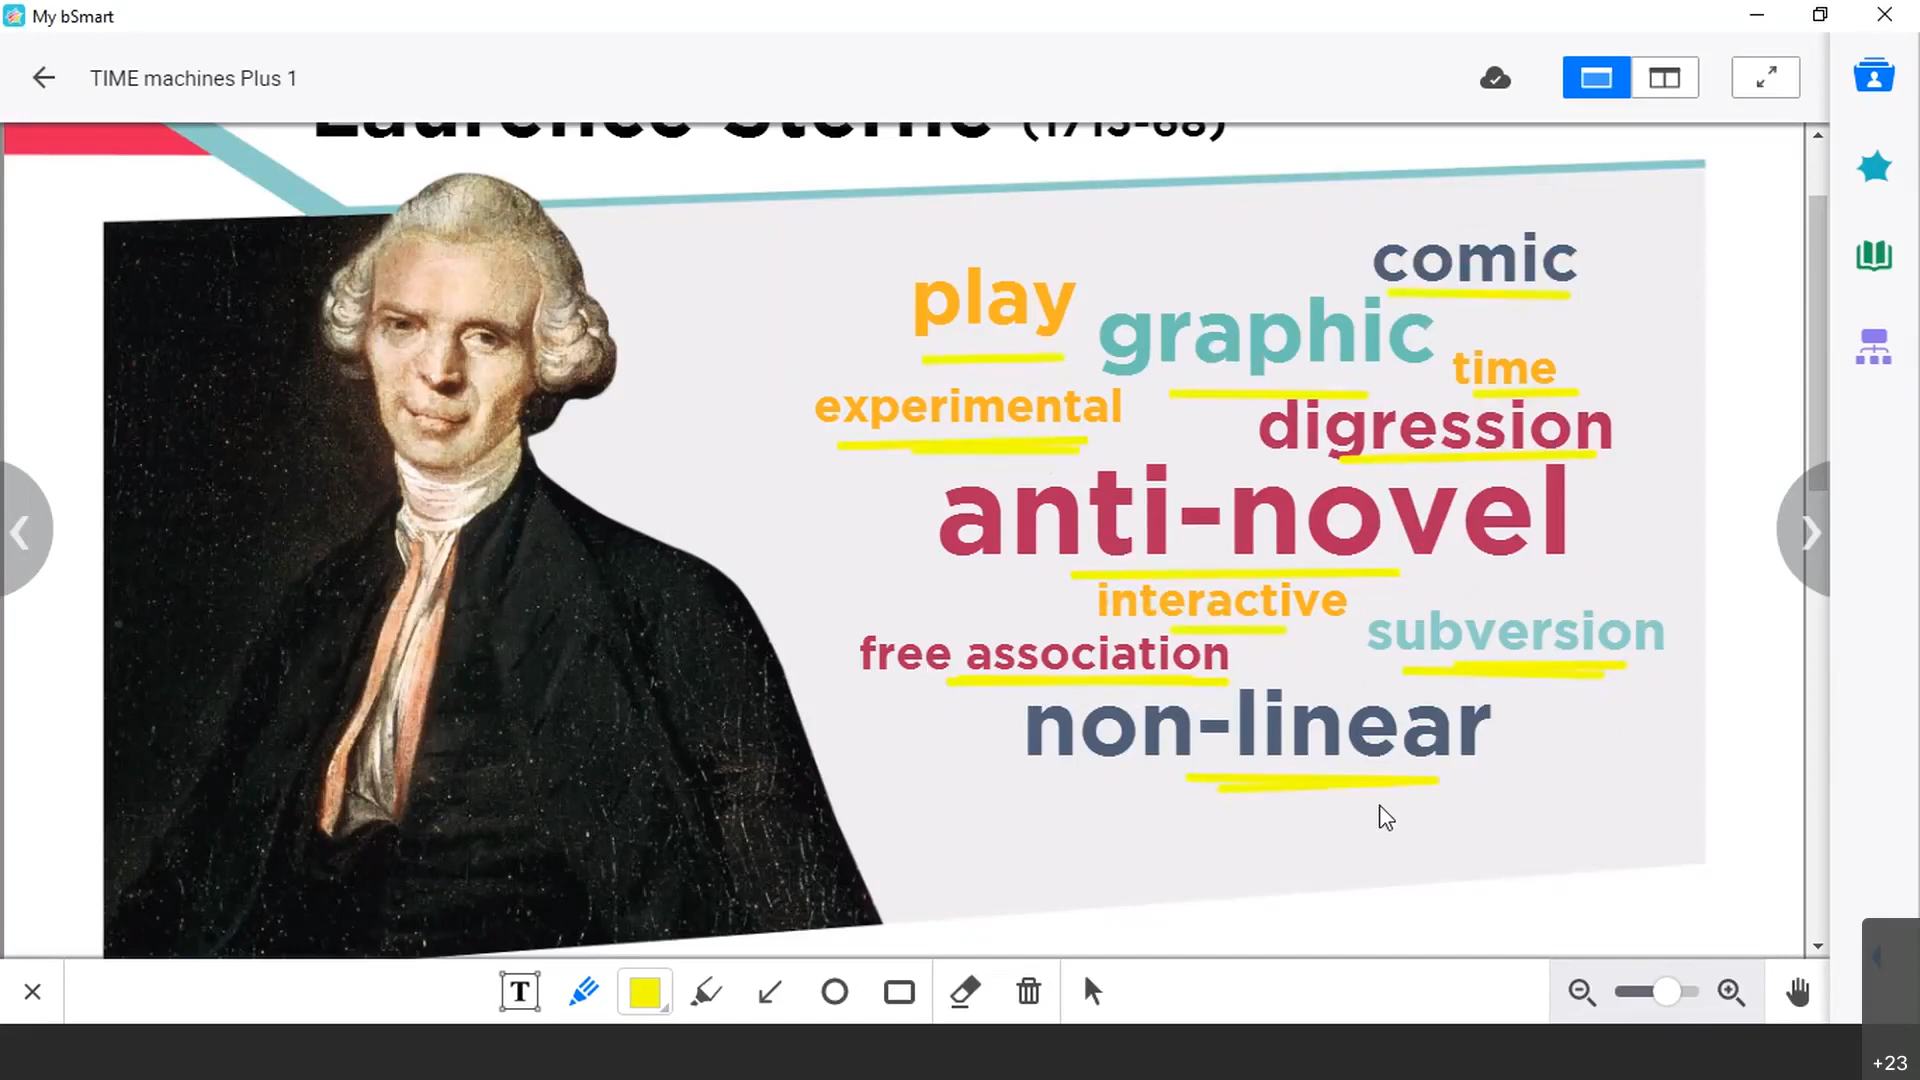 My bSmart
TIME machines Plus 1
Laurence Sterne (1713-68)
comic
play
graphic
time
experimental
digression
anti-novel
interactive
subversion
free association
non-linear
T
+23